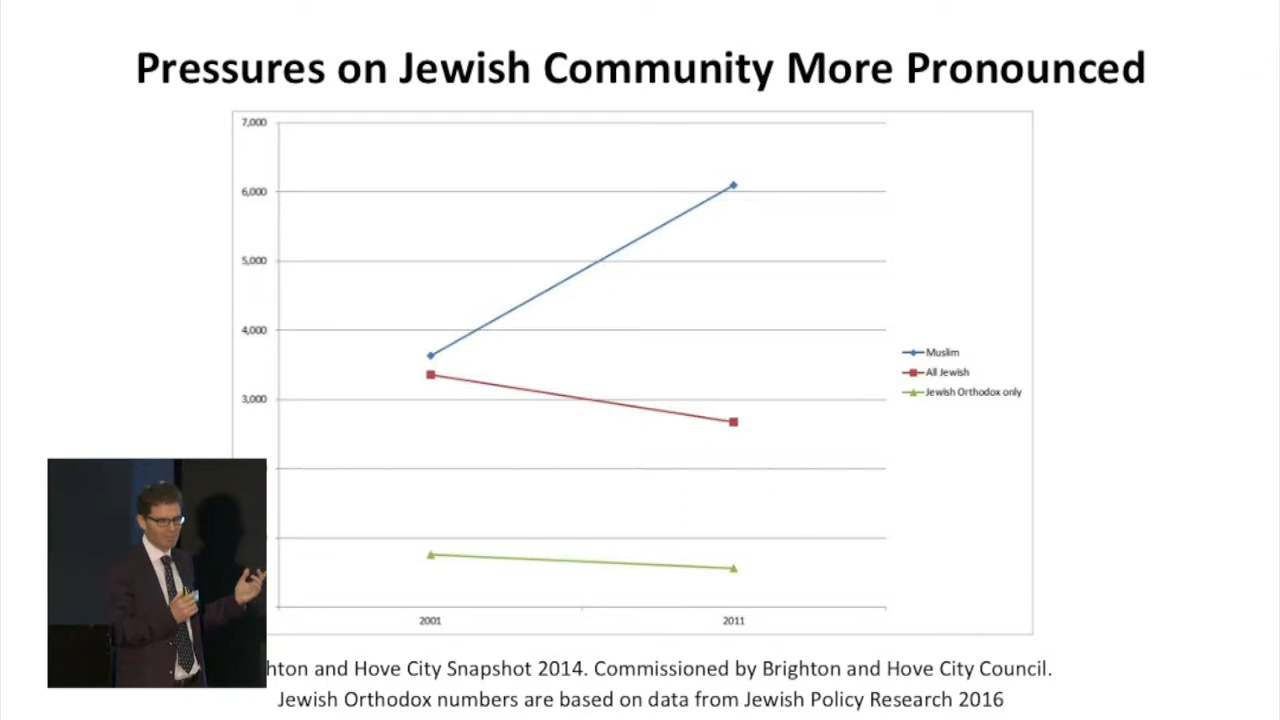 Pressures on Jewish Community More Pronounced
7,000
6,000
5,000
4,000
3,000
Muslim
All Jewish
Jewish Orthodox only
2001
2011
and Hove City Snapshot 2014. Commissioned by Brighton and Hove City Council.
Jewish Orthodox numbers are based on data from Jewish Policy Research 2016